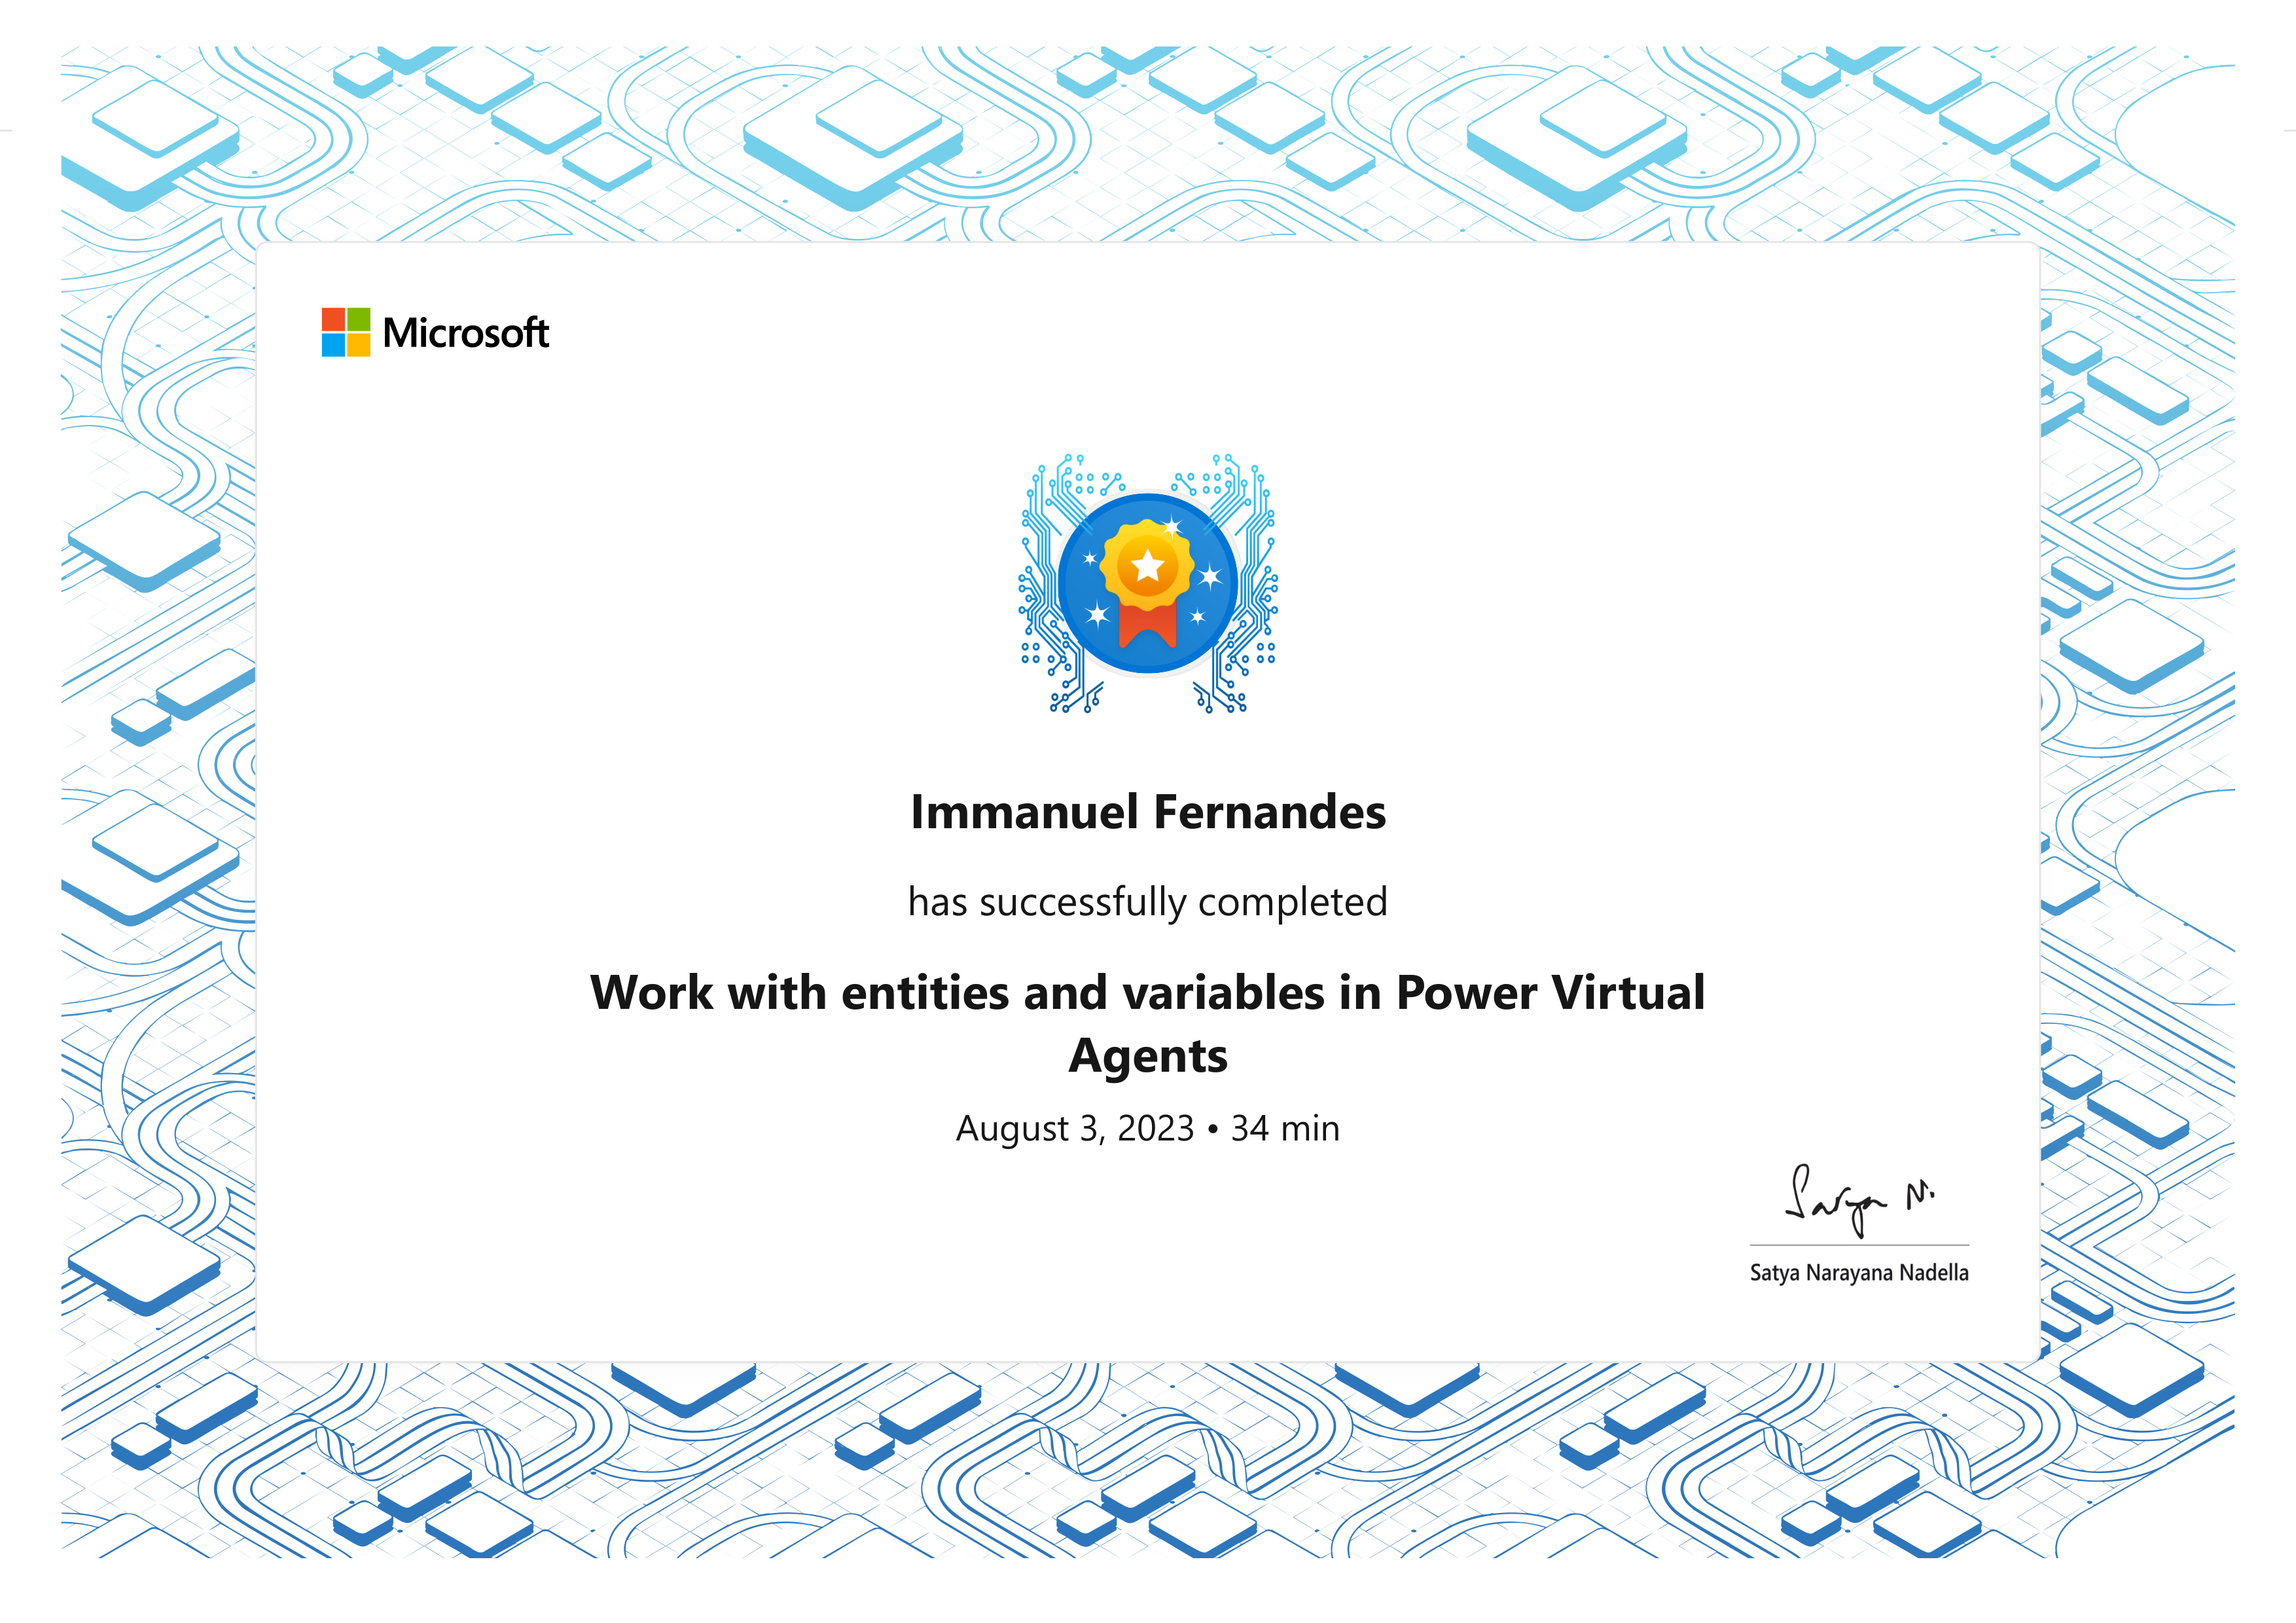 Microsoft
Immanuel Fernandes
has successfully completed
Work with entities and variables in Power Virtual
Agents
August 3, 2023 • 34 min
Satya N.
Satya Narayana Nadella